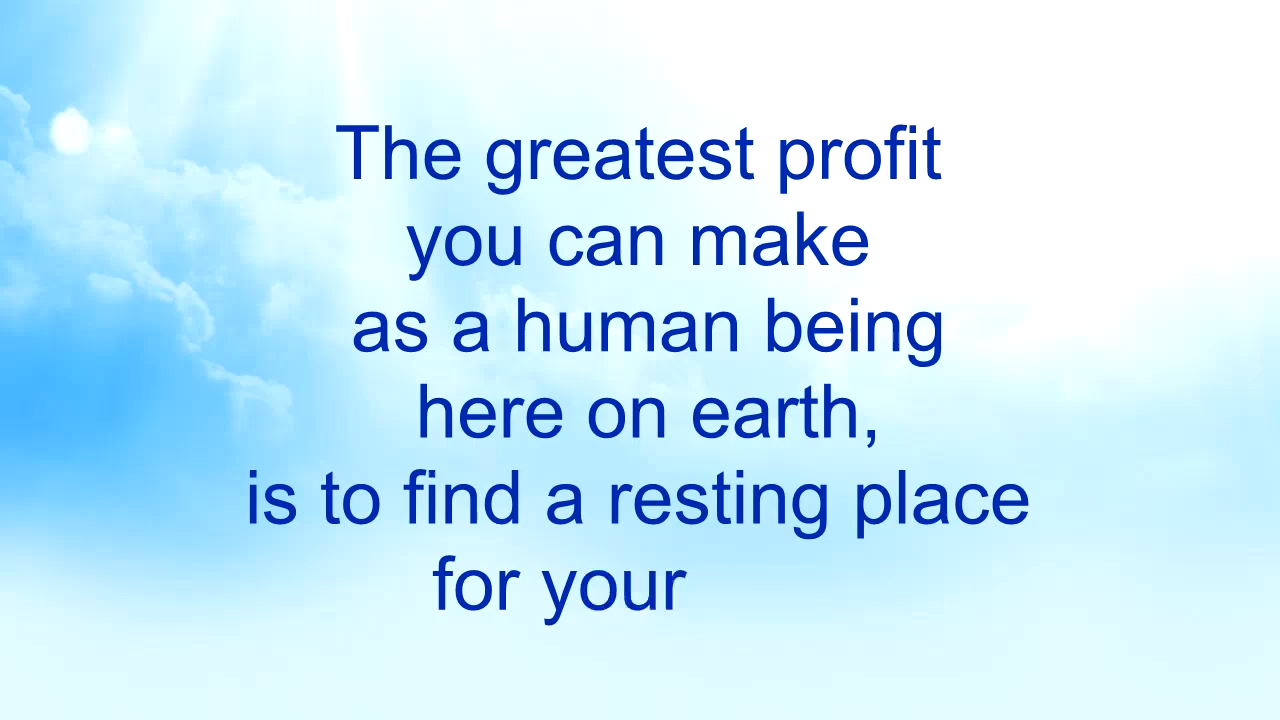 The greatest profit
you can make
as a human being
here on earth,
is to find a resting place
for your